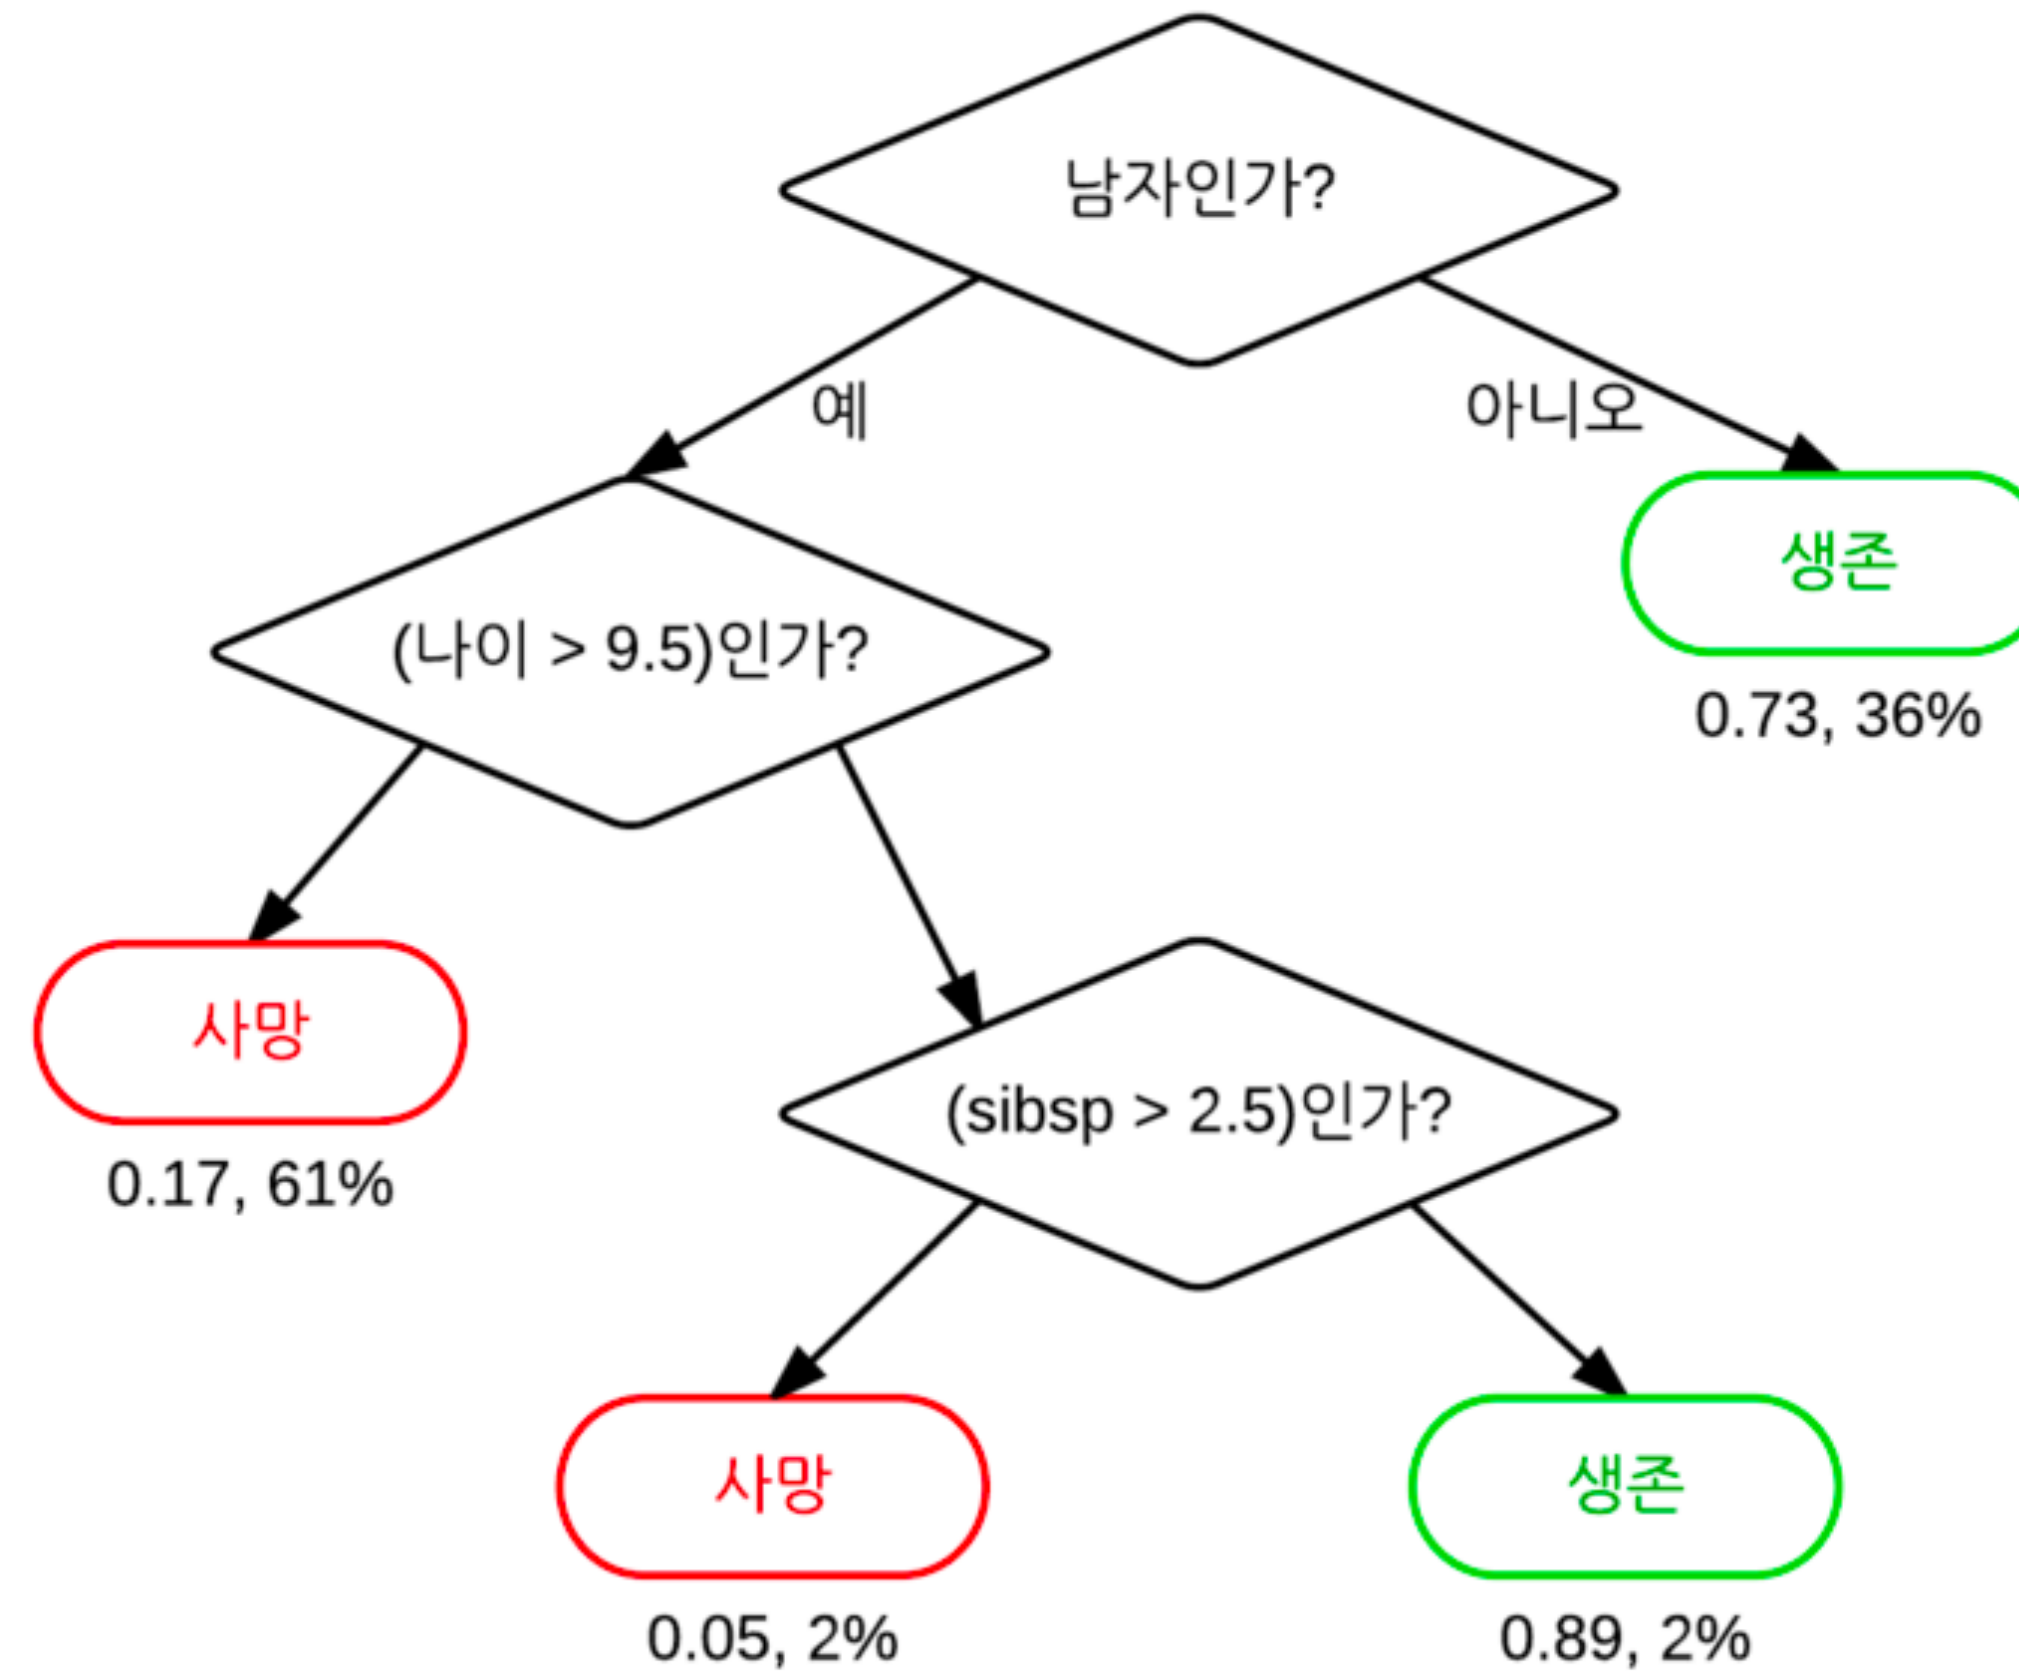 남자인가?
예
아니오
생존
0.73, 36%
(나이 > 9.5)인가?
사망
0.17, 61%
(sibsp > 2.5)인가?
사망
0.05, 2%
생존
0.89, 2%